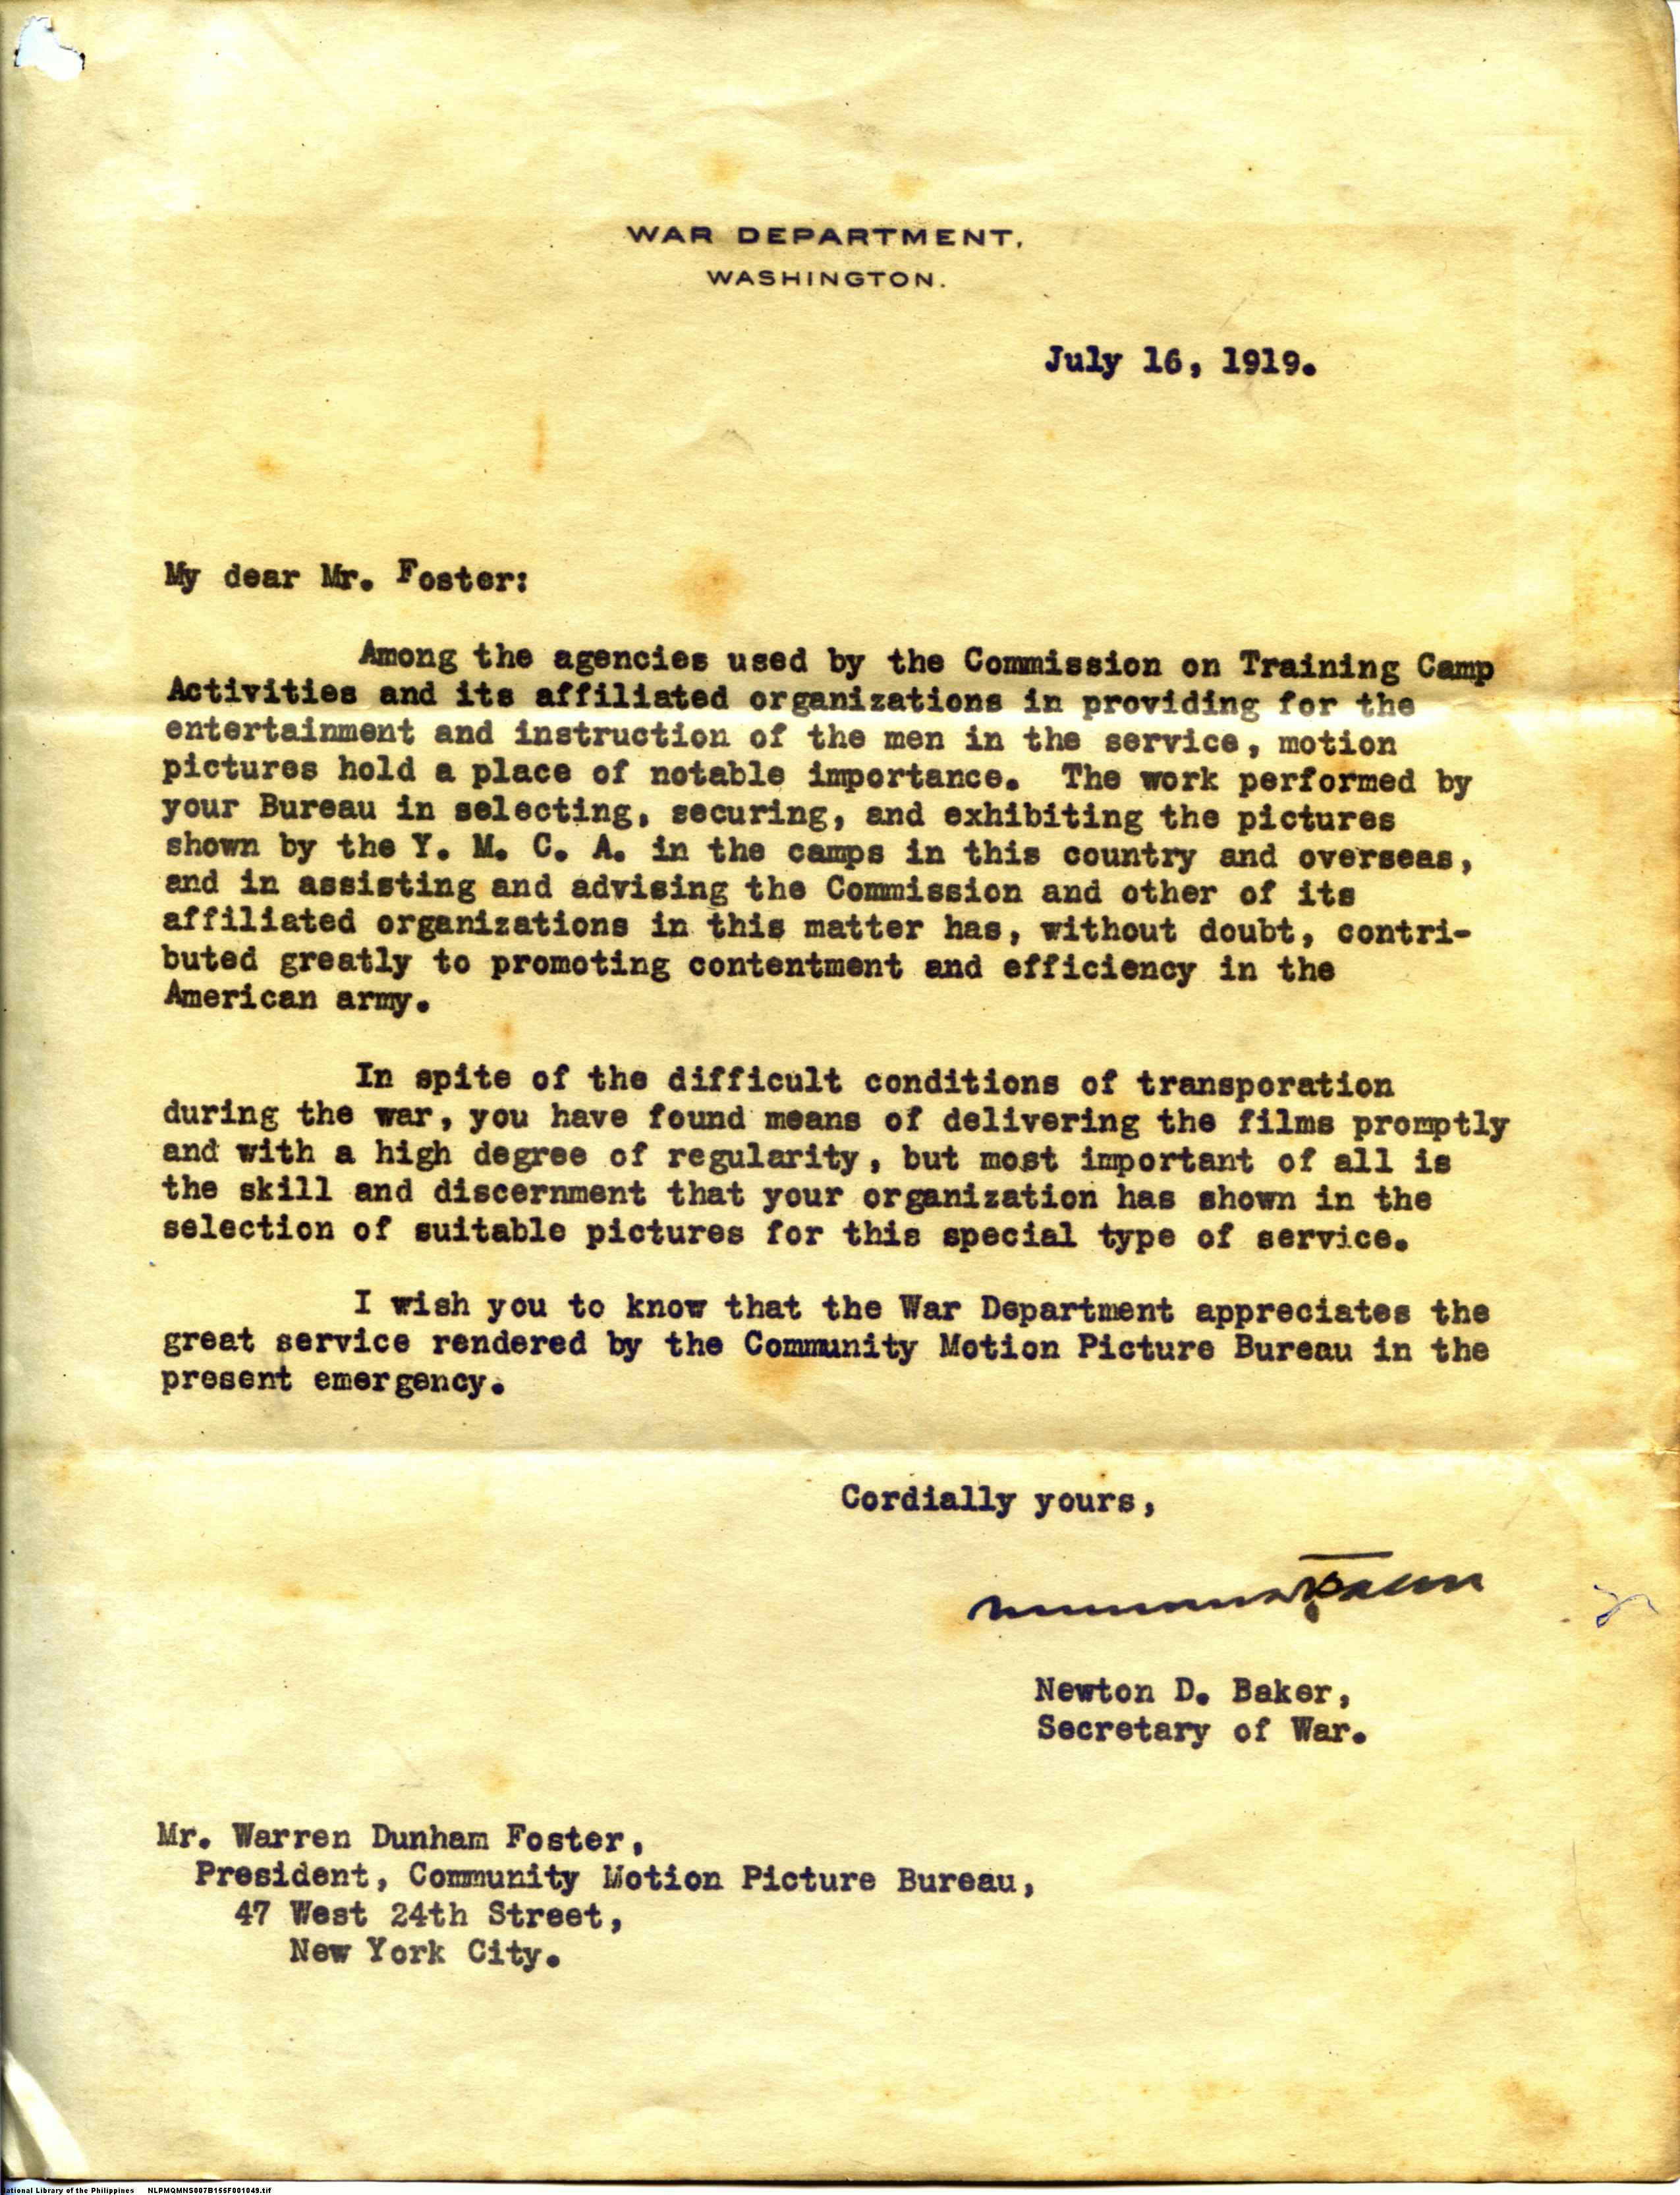 WAR DEPARTMENT,
WASHINGTON.
July 16, 1919.
My dear Mr. Foster:
Among the agencies used by the Commission on Training Camp
Activities and its affiliated organizations in providing for the
entertainment and instruction of the men in the service, motion
pictures hold a place of notable importance. The work performed by
your Bureau in selecting, securing, and exhibiting the pictures
shown by the Y. M. C. A. in the camps in this country and overseas,
and in assisting and advising the Commission and other of its
affiliated organizations in this matter has, without doubt, contri-
buted greatly to promoting contentment and efficiency in the
American army.
In spite of the difficult conditions of transporation
during the war, you have found means of delivering the films promptly
and with a high degree of regularity, but most important of all is
the skill and discernment that your organization has shown in the
selection of suitable pictures for this special type of service.
I wish you to know that the War Department appreciates the
great service rendered by the Community Motion Picture Bureau in the
present emergency.
Cordially yours,
Newton D. Baker,
Secretary of War.
Mr. Warren Dunham Foster,
President, Community Motion Picture Bureau,
47 West 24th Street,
New York City.
ational Library of the Philippines NLPMQMNS007B155F001049.tif